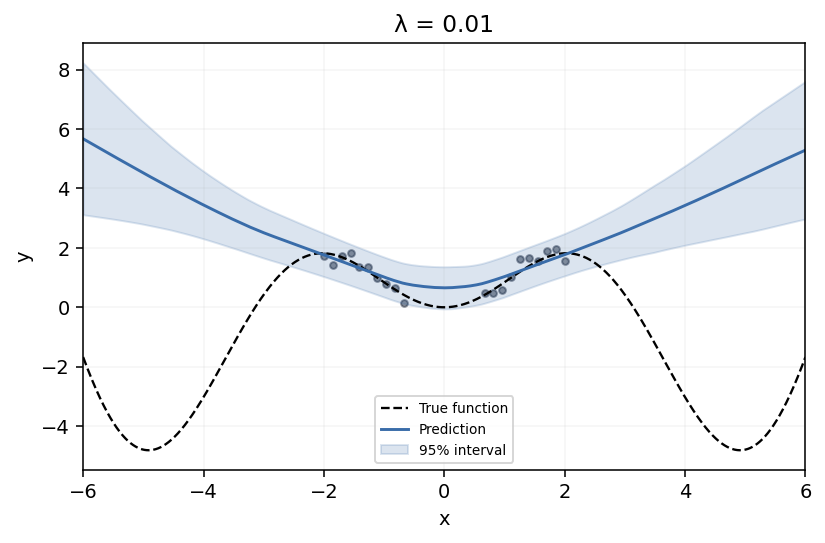 λ = 0.01
8
6
4
2
0
−2
−4
y
−6
−4
−2
0
2
4
6
x
True function
Prediction
95% interval